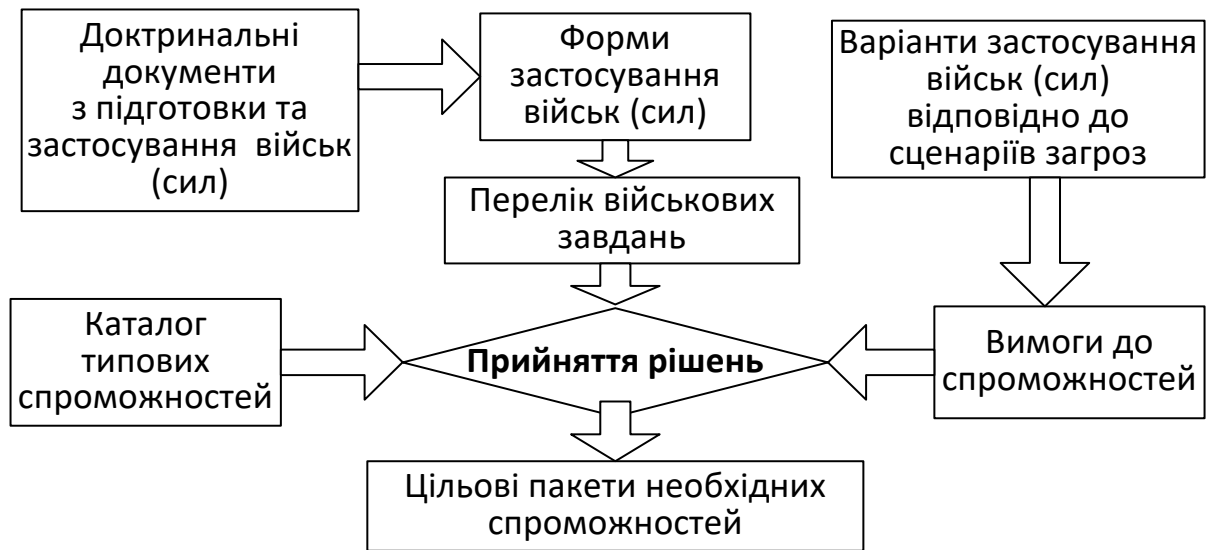 Доктринальні
документи
з підготовки та
застосування військ
(сил)
Форми
застосування
військ (сил)
Варіанти застосування
військ (сил)
відповідно до
сценаріїв загроз
Перелік військових
завдань
Каталог
типових
спроможностей
Прийняття рішень
Вимоги до
спроможностей
Цільові пакети необхідних
спроможностей